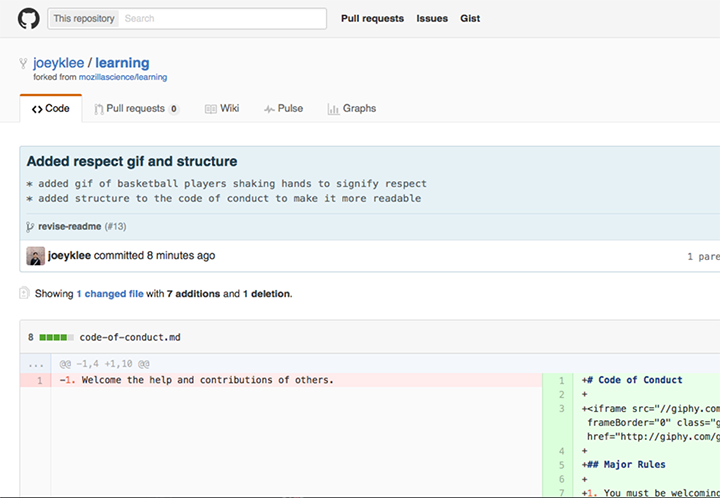 This repository Search Pull requests Issues Gist
joeyklee / learning
forked from mozillascience/learning
Code Pull requests 0 Wiki Pulse Graphs
Added respect gif and structure
* added gif of basketball players shaking hands to signify respect
* added structure to the code of conduct to make it more readable
revise-readme (#13)
joeyklee committed 8 minutes ago 1 pare
Showing 1 changed file with 7 additions and 1 deletion.
8 code-of-conduct.md
... @@ -1,4 +1,10 @@
1 -1. Welcome the help and contributions of others. 1 +# Code of Conduct
2 +
3 +<iframe src="//giphy.com
frameBorder="0" class="g
href="http://giphy.com/g
4 +
5 +## Major Rules
6 +
7 +1. You must be welcoming